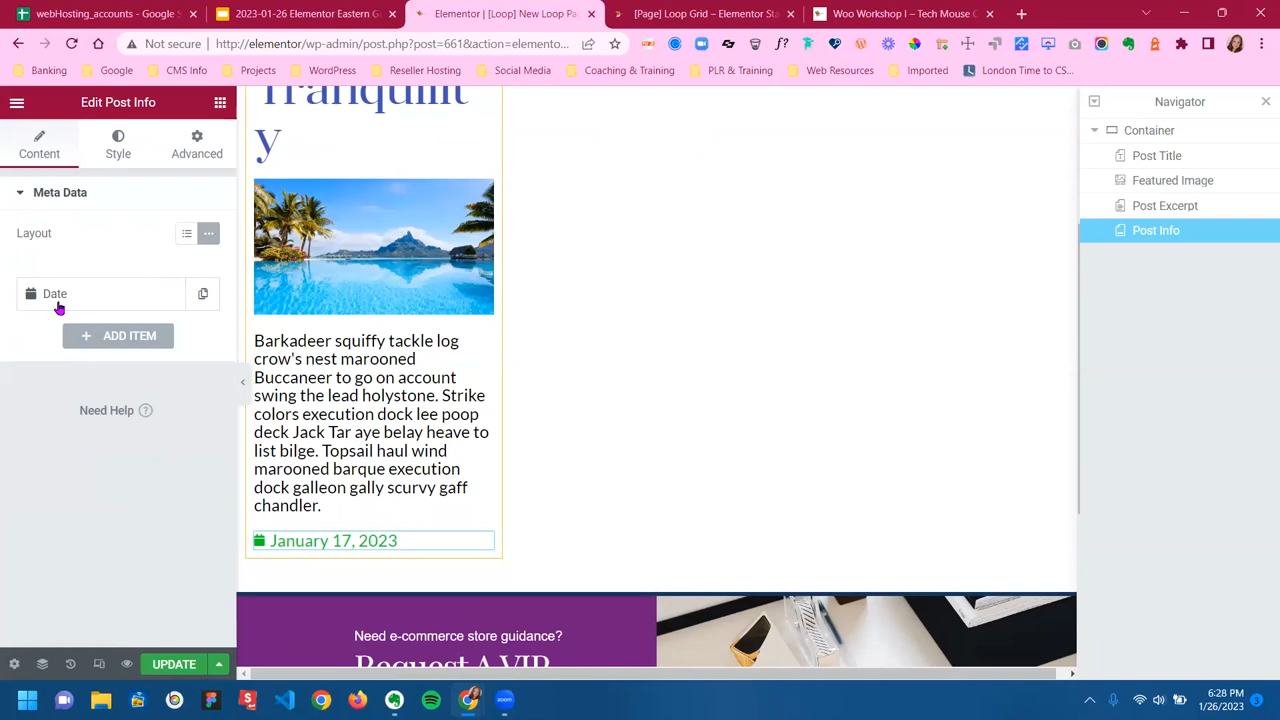 webHosting_accounts - Google S
2023-01-26 Elementor Eastern G
Elementor | [Loop] New Loop Pa
[Page] Loop Grid – Elementor Sta
Woo Workshop I – Tech Mouse C
Not secure | http://elementor/wp-admin/post.php?post=661&action=elemento...
Banking
Google
CMS Info
Projects
WordPress
Reseller Hosting
Social Media
Coaching & Training
PLR & Training
Web Resources
Imported
London Time to CS...
Edit Post Info
Content
Style
Advanced
Meta Data
Layout
Date
+ ADD ITEM
Need Help ?
UPDATE
Tranquilit
y
Barkadeer squiffy tackle log
crow's nest marooned
Buccaneer to go on account
swing the lead holystone. Strike
colors execution dock lee poop
deck Jack Tar aye belay heave to
list bilge. Topsail haul wind
marooned barque execution
dock galleon gally scurvy gaff
chandler.
January 17, 2023
Need e-commerce store guidance?
Request A VIP
Navigator
Container
Post Title
Featured Image
Post Excerpt
Post Info
6:28 PM
1/26/2023
3